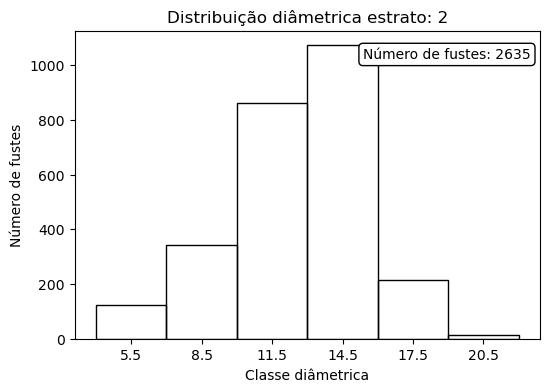 Distribuição diâmetrica estrato: 2
Número de fustes: 2635
Número de fustes
1000
800
600
400
200
0
5.5 8.5 11.5 14.5 17.5 20.5
Classe diâmetrica